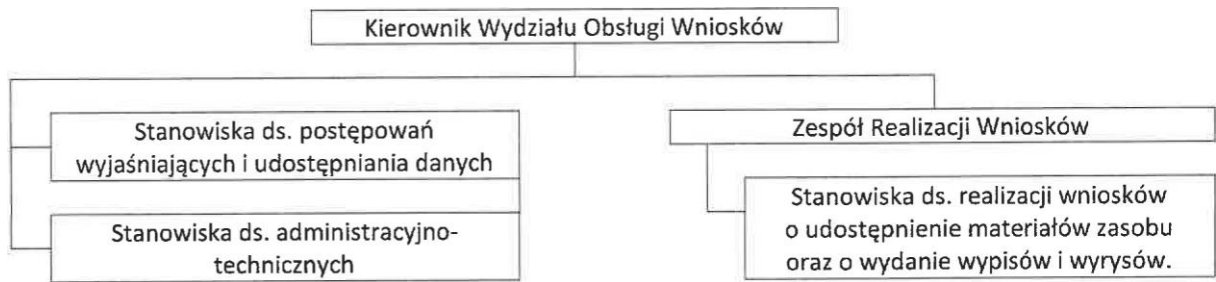 Kierownik Wydziału Obsługi Wniosków
Stanowiska ds. postępowań
wyjaśniających i udostępniania danych
Stanowiska ds. administracyjno-
technicznych
Zespół Realizacji Wniosków
Stanowiska ds. realizacji wniosków
o udostępnienie materiałów zasobu
oraz o wydanie wypisów i wyrysów.